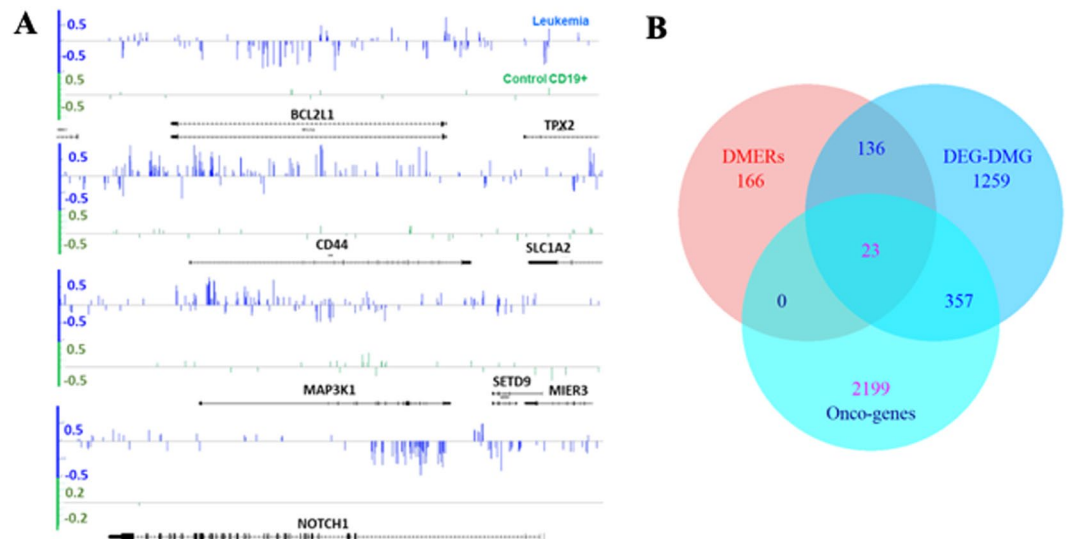 A
0.5
Leukemia
-0.5
0.5
Control CD19+
-0.5
BCL2L1
TPX2
0.5
-0.5
0.5
-0.5
CD44
SLC1A2
0.5
-0.5
0.5
-0.5
SETD9
MAP3K1
MIER3
0.5
-0.5
0.2
-0.2
NOTCH1
B
DMERs
166
136
DEG-DMG
1259
23
0
357
2199
Onco-genes